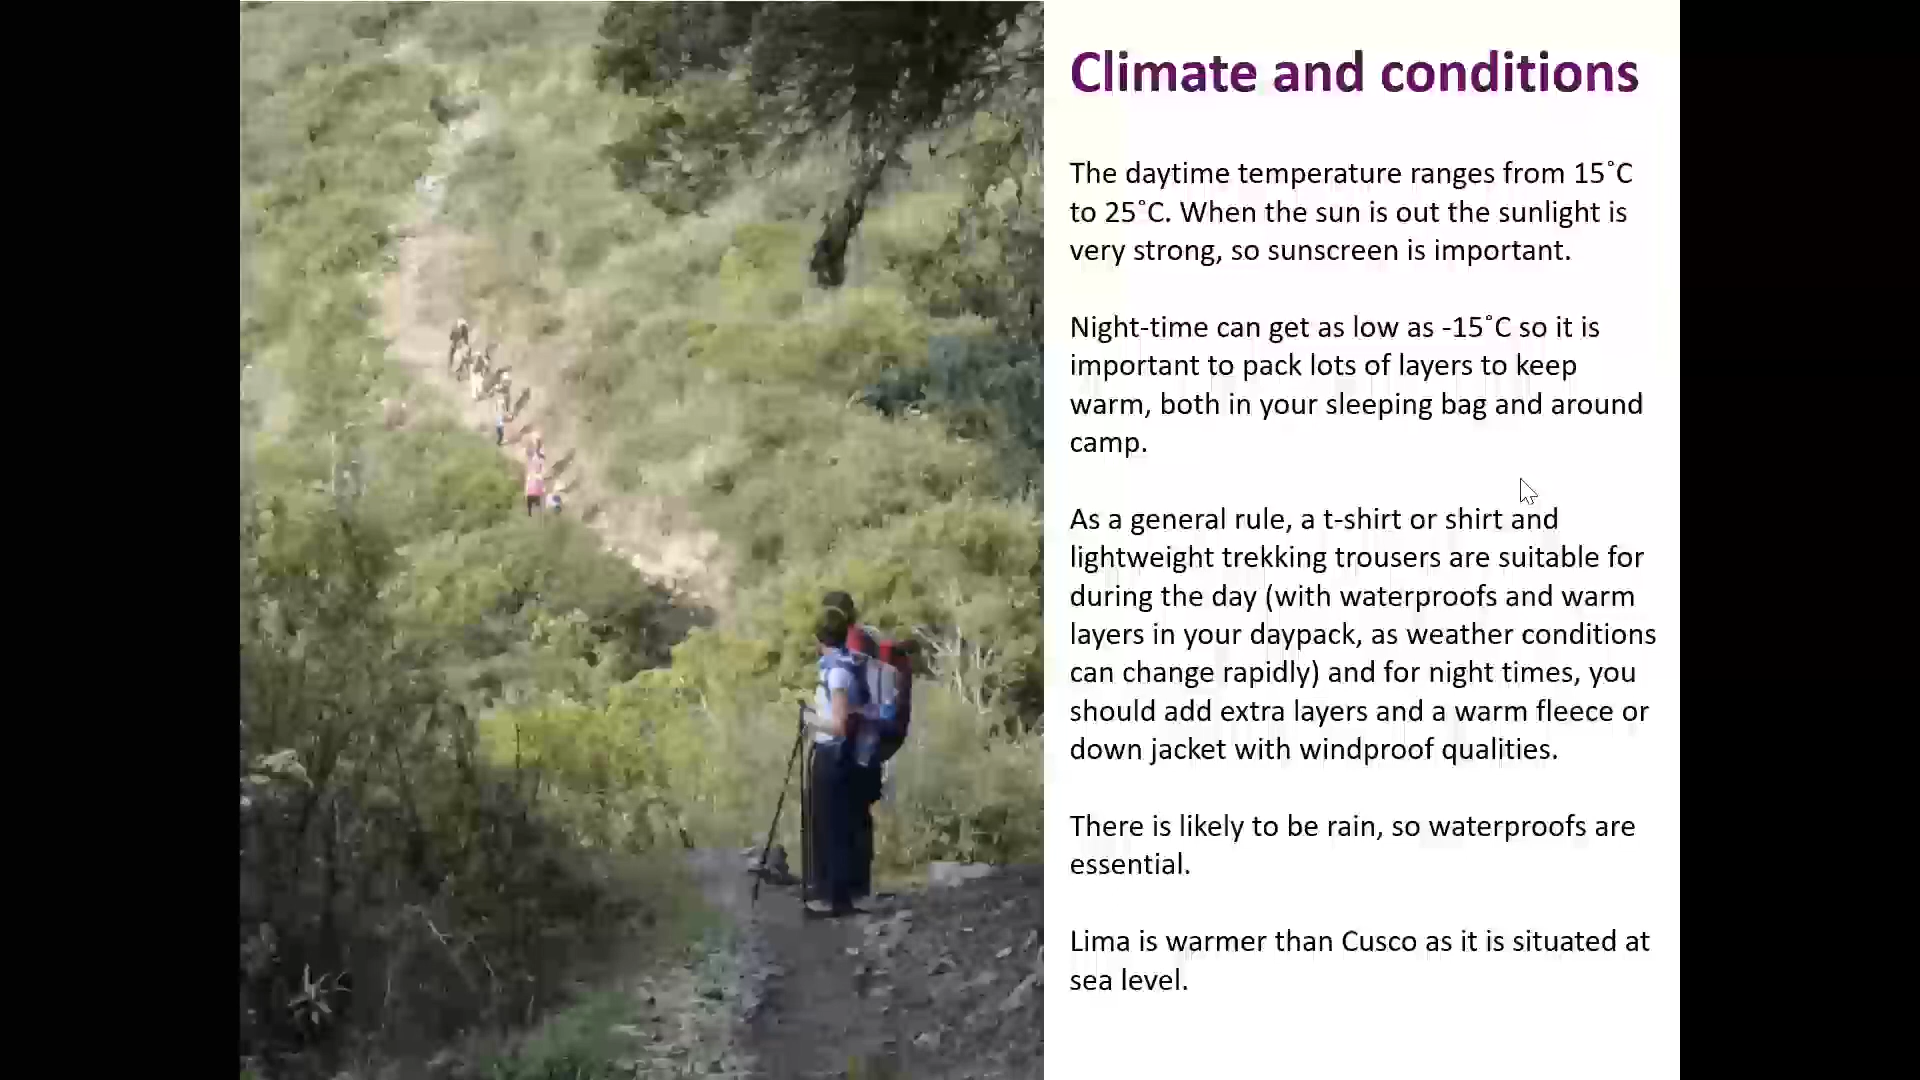 Climate and conditions
The daytime temperature ranges from 15˚C
to 25˚C. When the sun is out the sunlight is
very strong, so sunscreen is important.
Night-time can get as low as -15˚C so it is
important to pack lots of layers to keep
warm, both in your sleeping bag and around
camp.
As a general rule, a t-shirt or shirt and
lightweight trekking trousers are suitable for
during the day (with waterproofs and warm
layers in your daypack, as weather conditions
can change rapidly) and for night times, you
should add extra layers and a warm fleece or
down jacket with windproof qualities.
There is likely to be rain, so waterproofs are
essential.
Lima is warmer than Cusco as it is situated at
sea level.